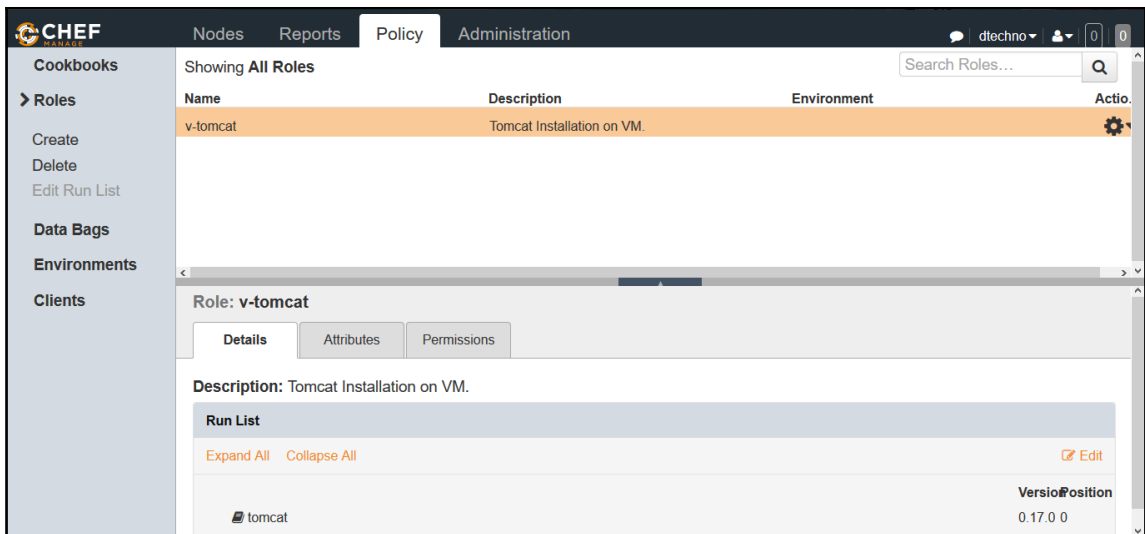 CHEF
MANAGE
Nodes Reports Policy Administration dtechno 0 0
Cookbooks
Roles
Create
Delete
Edit Run List
Data Bags
Environments
Clients
Showing All Roles Search Roles...
Name Description Environment Actio.
v-tomcat Tomcat Installation on VM.
Role: v-tomcat
Details Attributes Permissions
Description: Tomcat Installation on VM.
Run List
Expand All Collapse All Edit
Version Position
tomcat 0.17.0 0